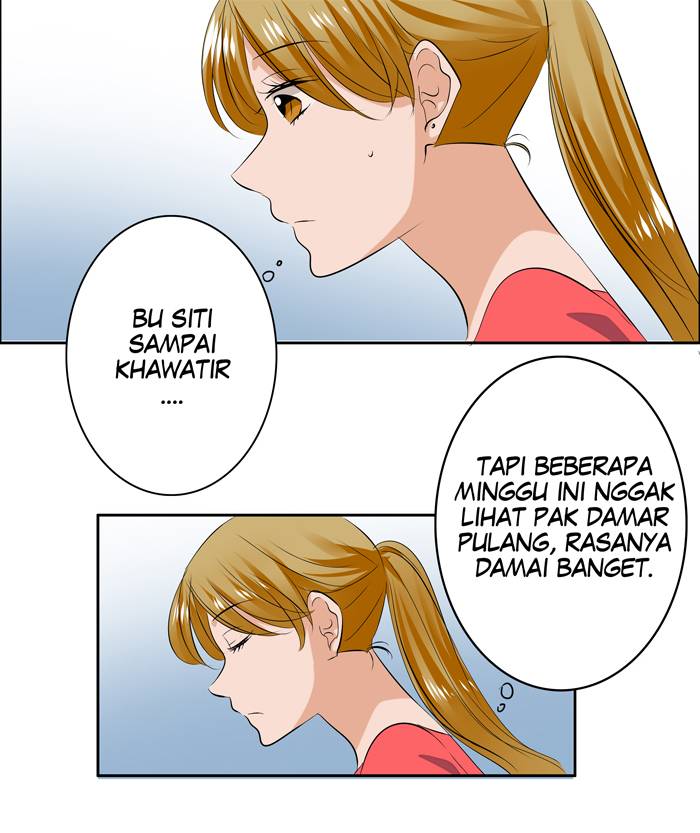 BU SITI
SAMPAI
KHAWATIR
....
TAPI BEBERAPA
MINGGU INI NGGAK
LIHAT PAK DAMAR
PULANG, RASANYA
DAMAI BANGET.